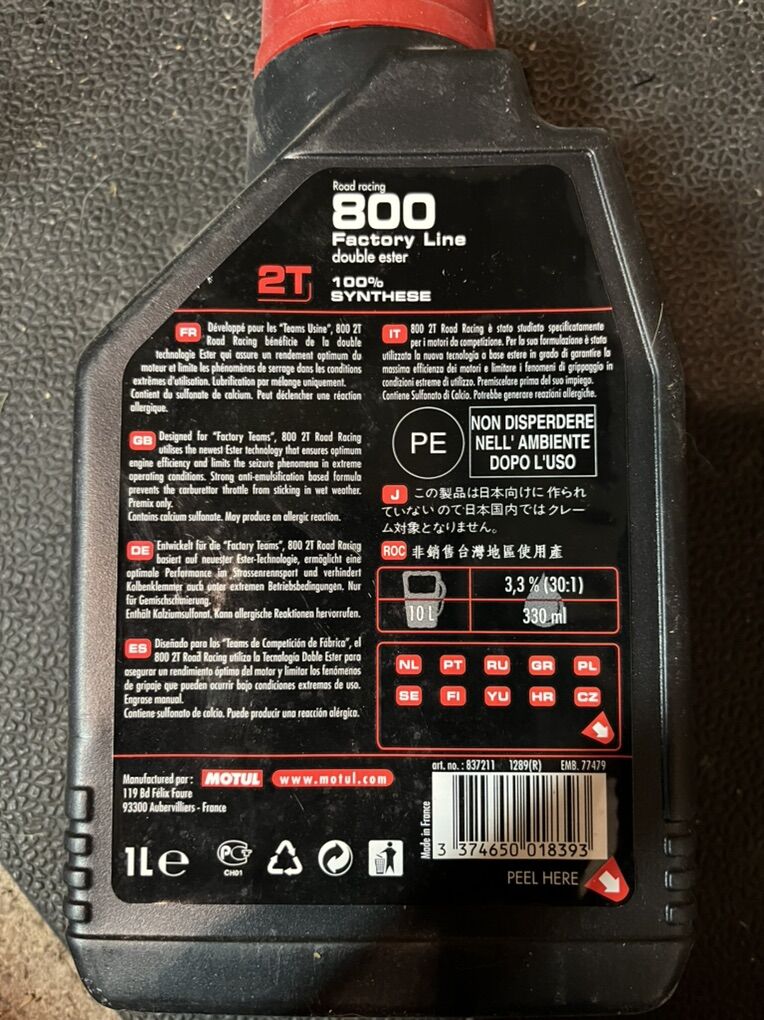 Road racing
800
Factory Line
double ester
2T 100%
SYNTHESE
FR Développé pour les "Teams Usine", 800 2T
Road Racing bénéficie de la double
technologie Ester qui assure un rendement optimum du
moteur et limite les phénomènes de serrage dans les conditions
extrêmes d'utilisation. Lubrification par mélange uniquement.
Contient du sulfonate de calcium. Peut déclencher une réaction
allergique.
GB Designed for "Factory Teams", 800 2T Road Racing
utilises the newest Ester technology that ensures optimum
engine efficiency and limits the seizure phenomena in extreme
operating conditions. Strong anti-emulsification based formula
prevents the carburettor throttle from sticking in wet weather.
Premix only.
Contains calcium sulfonate. May produce an allergic reaction.
DE Entwickelt für die "Factory Teams", 800 2T Road Racing
basiert auf neuester Ester-Technologie, ermöglicht eine
optimale Performance im Strassenrennsport und verhindert
Kolbenklemmer auch unter extremen Betriebsbedingungen. Nur
für Gemischschmierung.
Enthält Kalziumsulfonat. Kann allergische Reaktionen hervorrufen.
ES Diseñado para los "Teams de Competición de Fábrica", el
800 2T Road Racing utiliza la Tecnología Doble Ester para
asegurar un rendimiento óptimo del motor y limitar los fenómenos
de gripaje que pueden ocurrir bajo condiciones extremas de uso.
Engrase manual.
Contiene sulfonato de calcio. Puede producir una reacción alérgica.
IT 800 2T Road Racing è stato studiato specificatamente
per i motori da competizione. Per la sua formulazione è stata
utilizzata la nuova tecnologia a base estere in grado di garantire la
massima efficienza dei motori e limitare i fenomeni di grippaggio in
condizioni estreme di utilizzo. Premiscelare prima del suo impiego.
Contiene Sulfonato di Calcio. Potrebbe generare reazioni allergiche.
PE
NON DISPERDERE
NELL' AMBIENTE
DOPO L'USO
J この製品は日本向けに 作られ
ていない ので日本国内では クレー
ム対象となりません。
ROC 非銷售台灣地區使用產
3,3 % (30:1)
10 L 330 ml
NL PT RU GR PL
SE FI YU HR CZ
Manufactured par : MOTUL www.motul.com
119 Bd Félix Faure
93300 Aubervilliers - France
1L e
PCT
CH01
art. no. : 837211 1289(R) EMB. 77479
Made in France
3 374650 018393
PEEL HERE